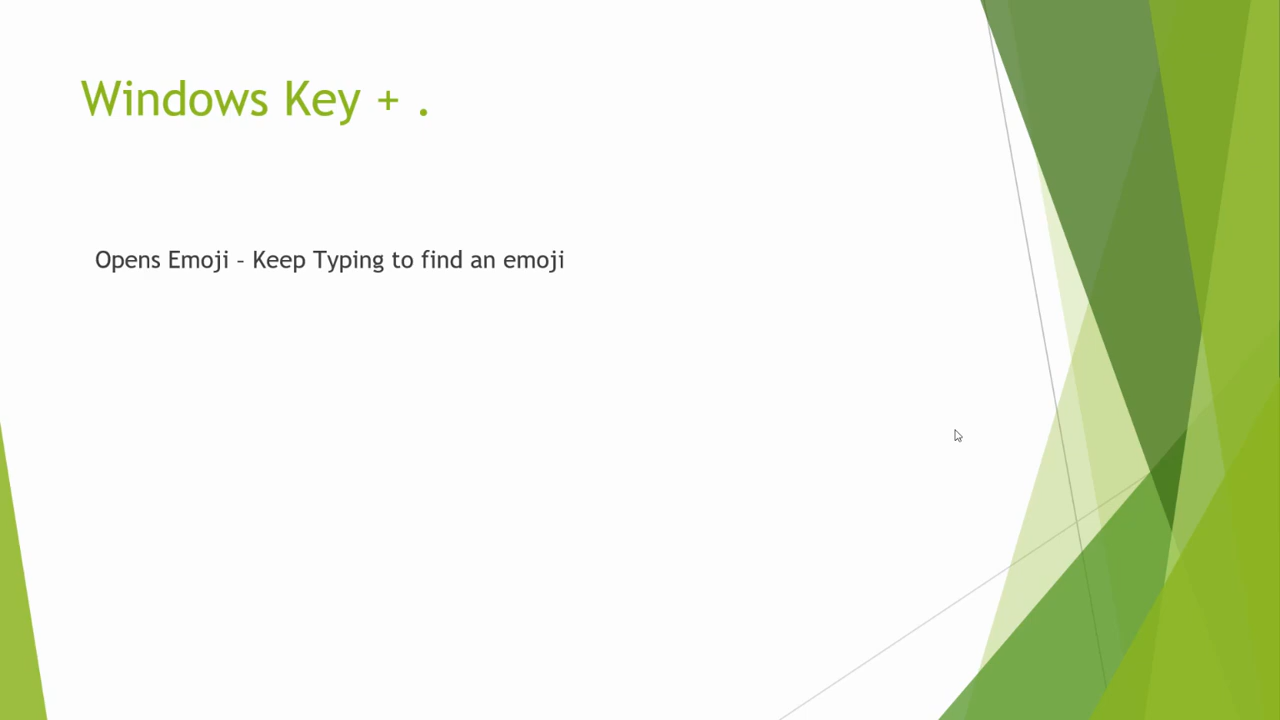 Windows Key + .
Opens Emoji – Keep Typing to find an emoji